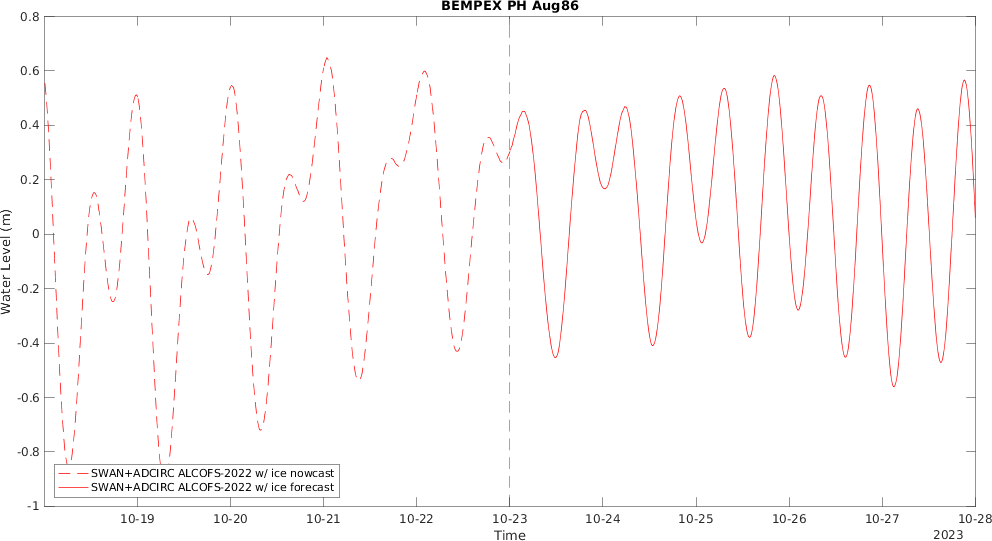 BEMPEX PH Aug86
0.8
0.6
0.4
0.2
0
-0.2
-0.4
-0.6
-0.8
-1
Water Level (m)
SWAN+ADCIRC ALCOFS-2022 w/ ice nowcast
SWAN+ADCIRC ALCOFS-2022 w/ ice forecast
10-19 10-20 10-21 10-22 10-23 10-24 10-25 10-26 10-27 10-28
Time
2023